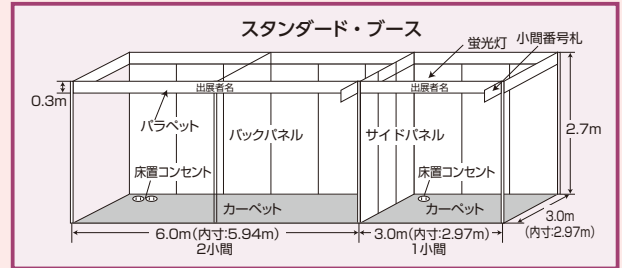 スタンダード・ブース
蛍光灯
小間番号札
0.3m
出展者名
出展者名
パラペット
バックパネル
サイドパネル
2.7m
床置コンセント
床置コンセント
カーペット
カーペット
3.0m
(内寸:2.97m)
6.0m(内寸:5.94m)
2小間
3.0m(内寸:2.97m)
1小間